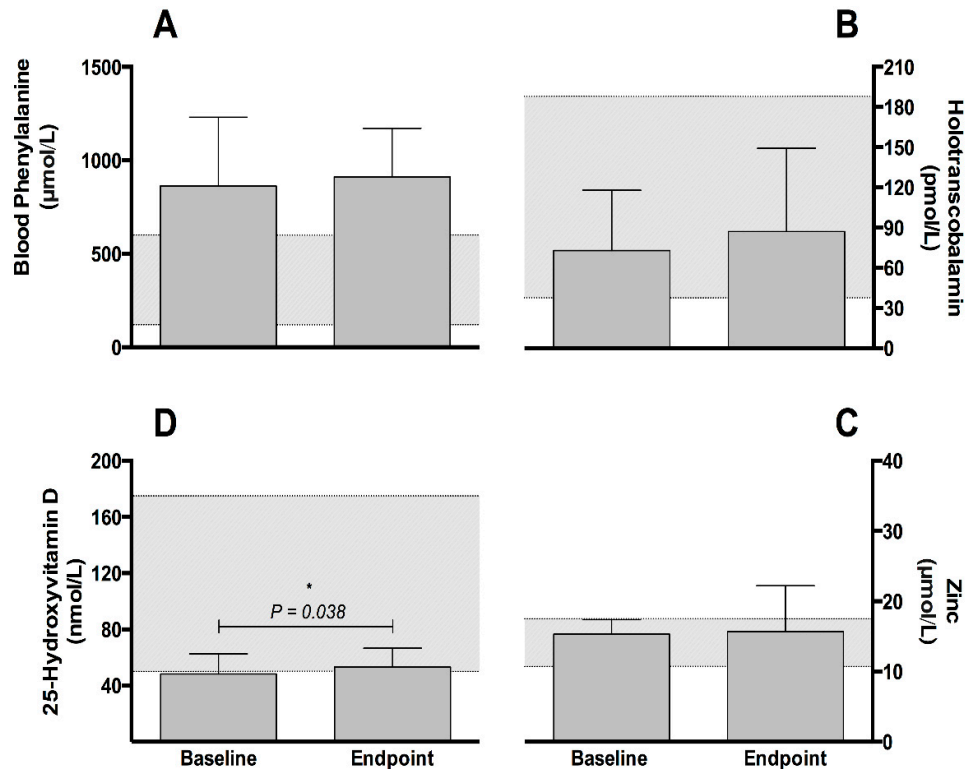 A
Blood Phenylalanine
(µmol/L)
1500
1000
500
0
B
210
180
150
120
90
60
30
0
Holotranscobalamin
(pmol/L)
D
25-Hydroxyvitamin D
(nmol/L)
200
160
120
80
40
*
P = 0.038
Baseline
Endpoint
C
40
30
20
10
0
Zinc
(µmol/L)
Baseline
Endpoint